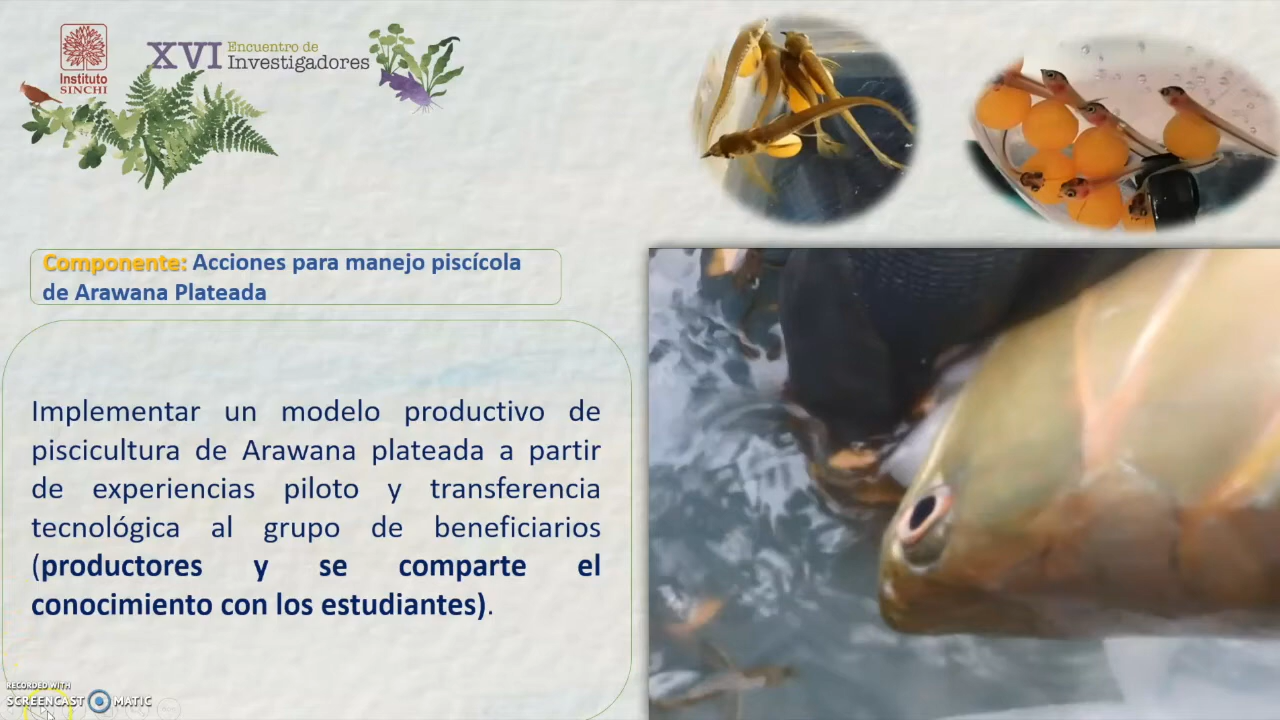 Instituto
SINCHI
XVI Encuentro de
Investigadores
Componente: Acciones para manejo piscícola
de Arawana Plateada
Implementar un modelo productivo de
piscicultura de Arawana plateada a partir
de experiencias piloto y transferencia
tecnológica al grupo de beneficiarios
(productores y se comparte el
conocimiento con los estudiantes).
RECORDED WITH
SCREENCAST MATIC